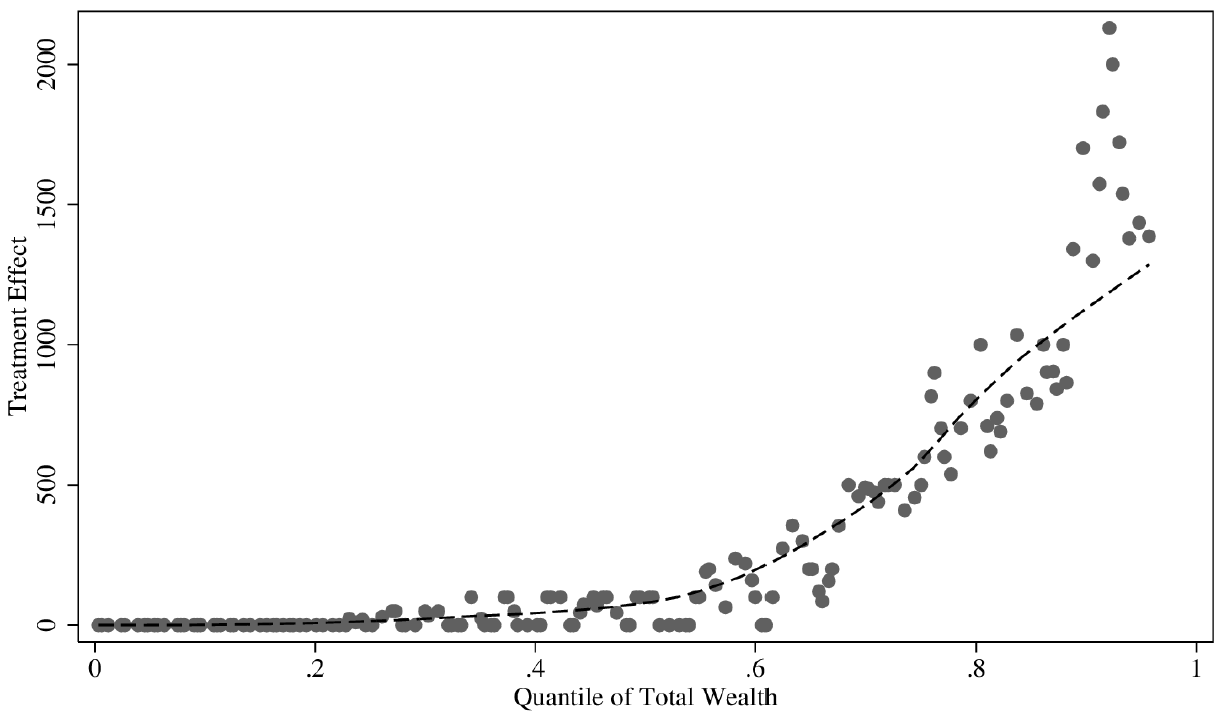 2000
1500
1000
500
0
Treatment Effect
0 .2 .4 .6 .8 1
Quantile of Total Wealth